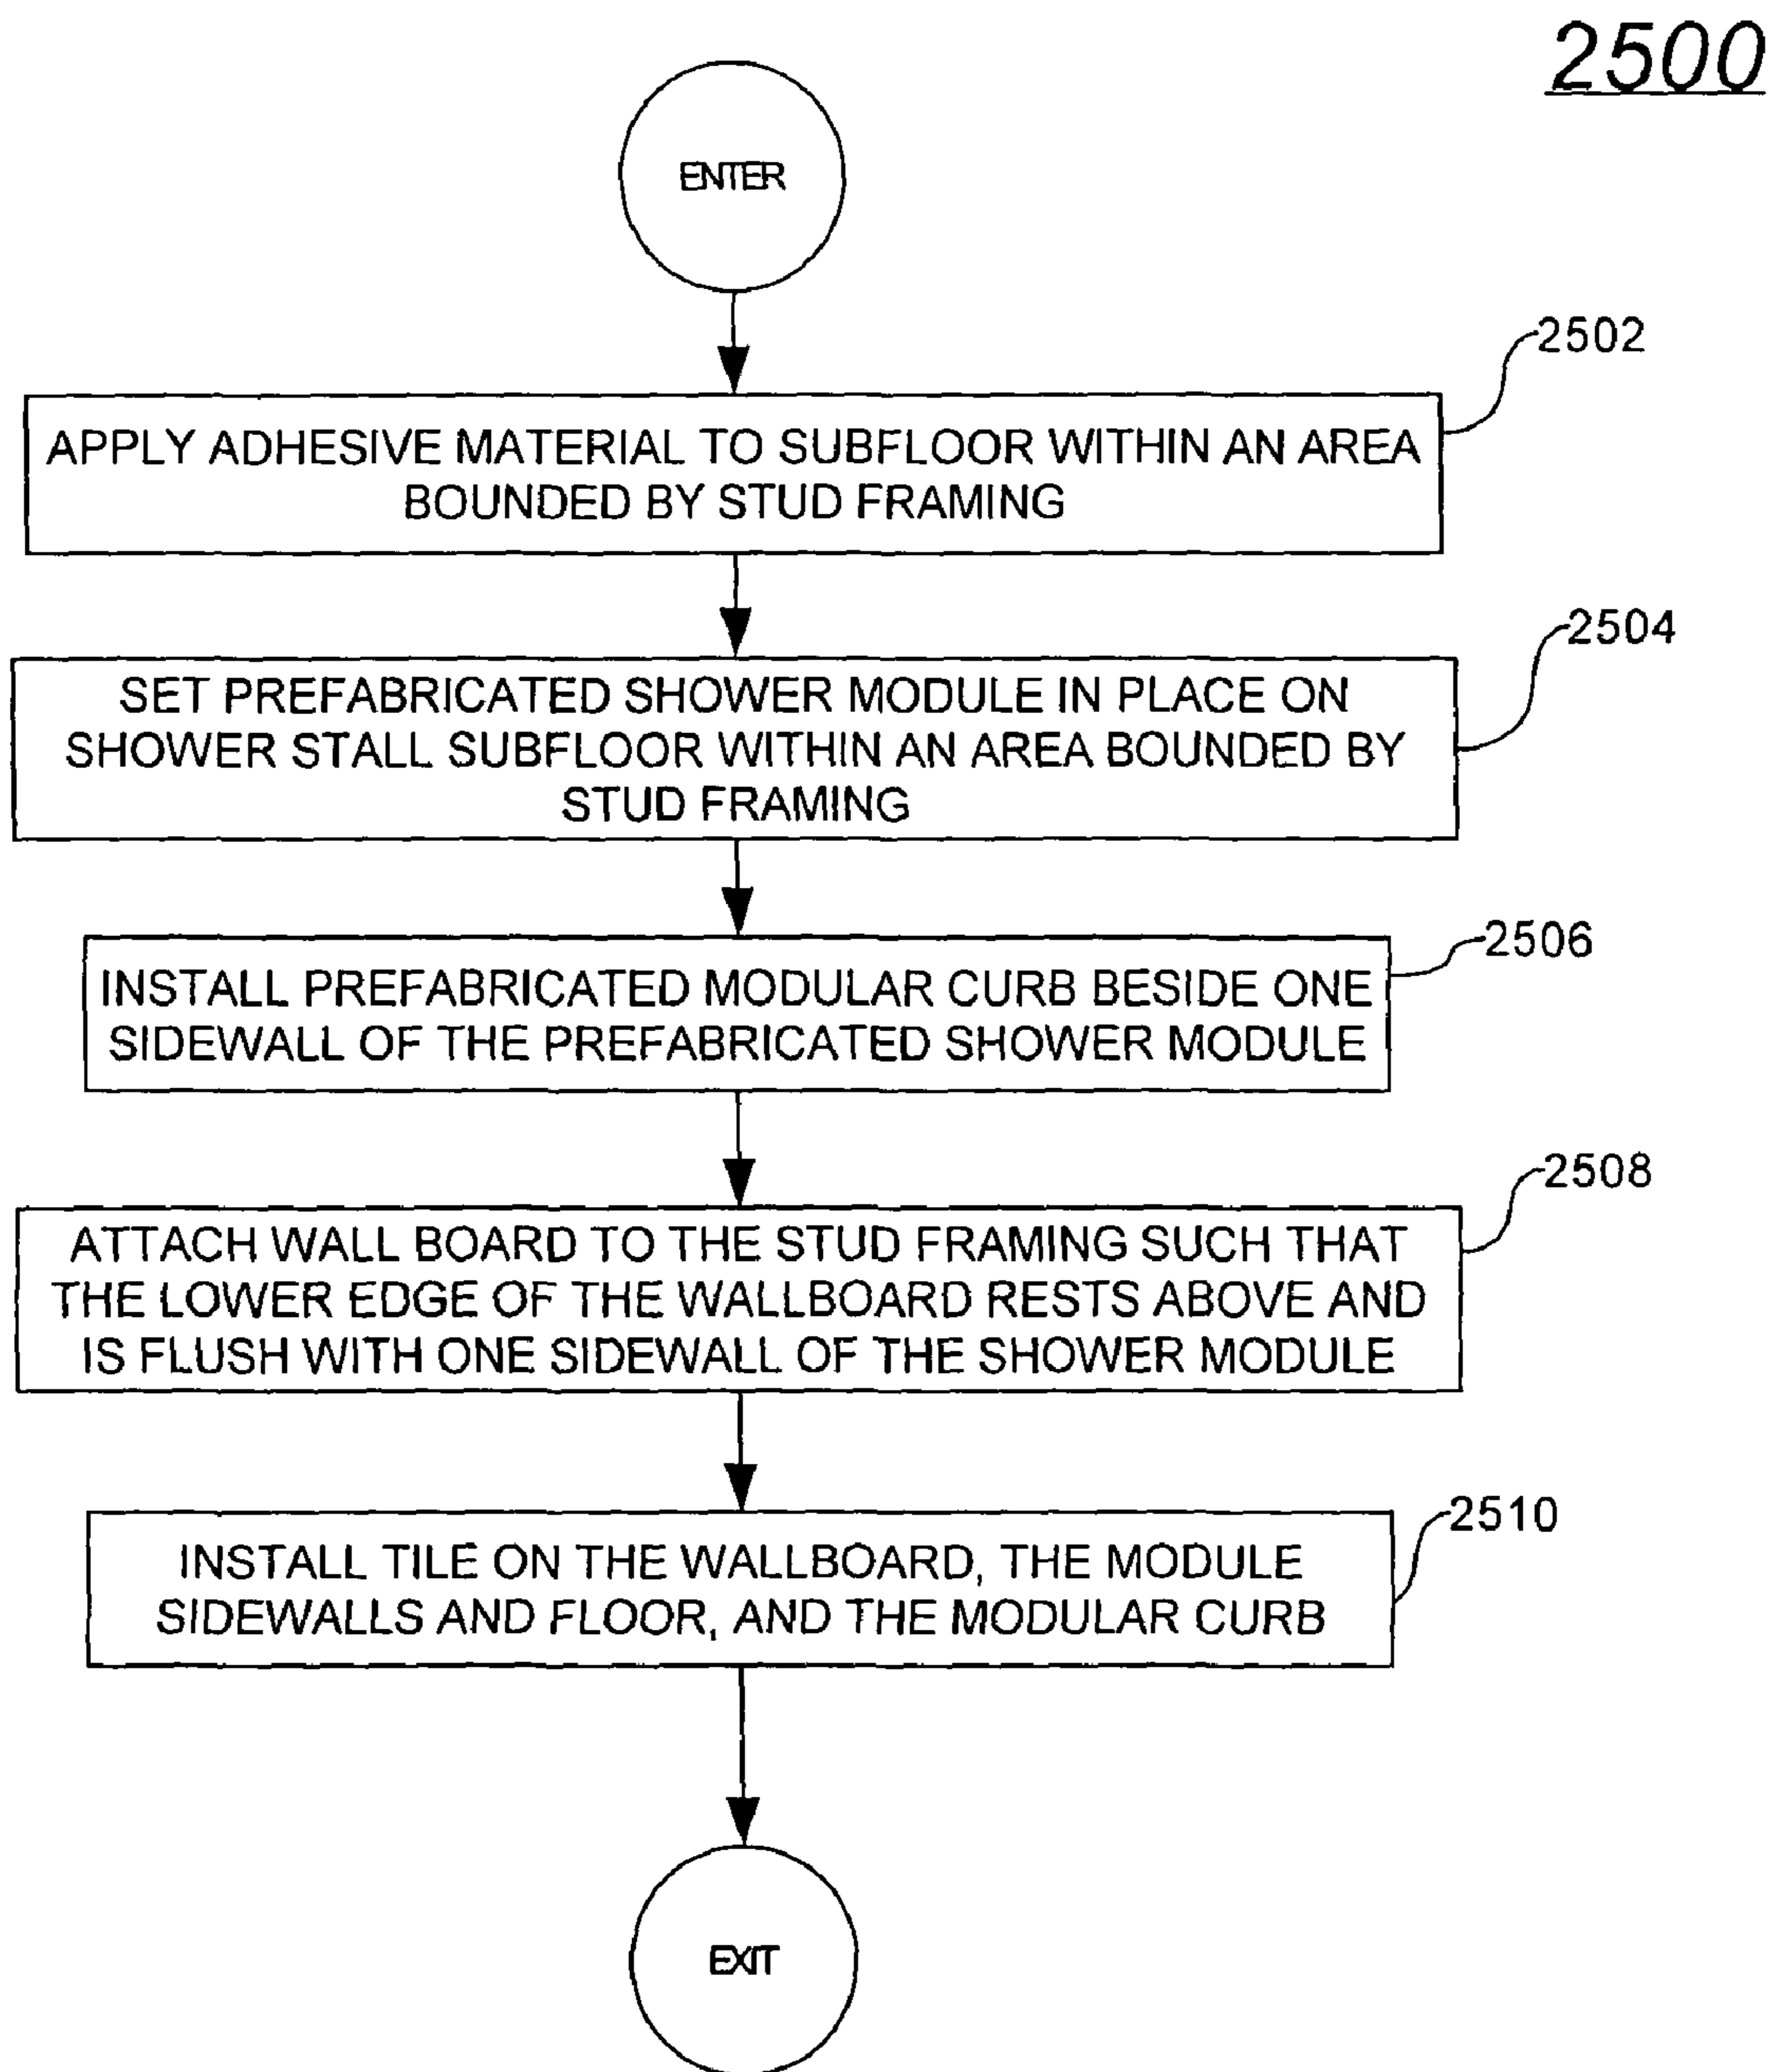 2500
ENTER
2502
APPLY ADHESIVE MATERIAL TO SUBFLOOR WITHIN AN AREA
BOUNDED BY STUD FRAMING
2504
SET PREFABRICATED SHOWER MODULE IN PLACE ON
SHOWER STALL SUBFLOOR WITHIN AN AREA BOUNDED BY
STUD FRAMING
2506
INSTALL PREFABRICATED MODULAR CURB BESIDE ONE
SIDEWALL OF THE PREFABRICATED SHOWER MODULE
2508
ATTACH WALL BOARD TO THE STUD FRAMING SUCH THAT
THE LOWER EDGE OF THE WALLBOARD RESTS ABOVE AND
IS FLUSH WITH ONE SIDEWALL OF THE SHOWER MODULE
2510
INSTALL TILE ON THE WALLBOARD, THE MODULE
SIDEWALLS AND FLOOR, AND THE MODULAR CURB
EXIT